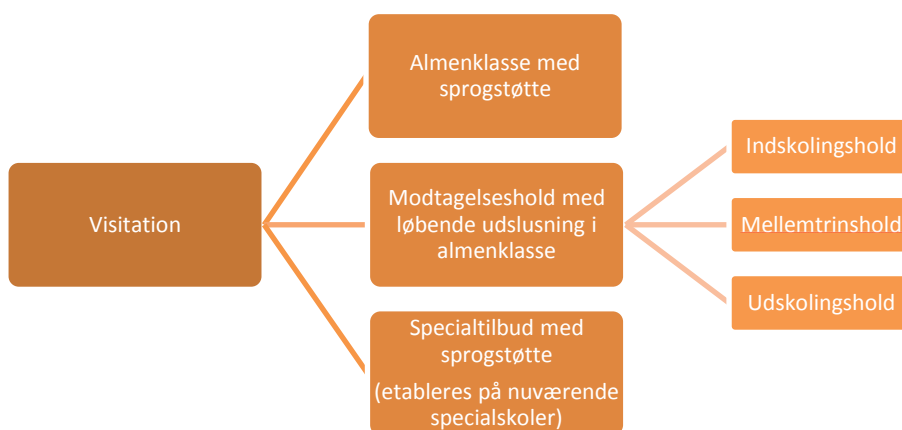 Visitation
Almenklasse med
sprogstøtte
Modtagelseshold med
løbende udslusning i
almenklasse
Specialtilbud med
sprogstøtte
(etableres på nuværende
specialskoler)
Indskolingshold
Mellemtrinshold
Udskolingshold